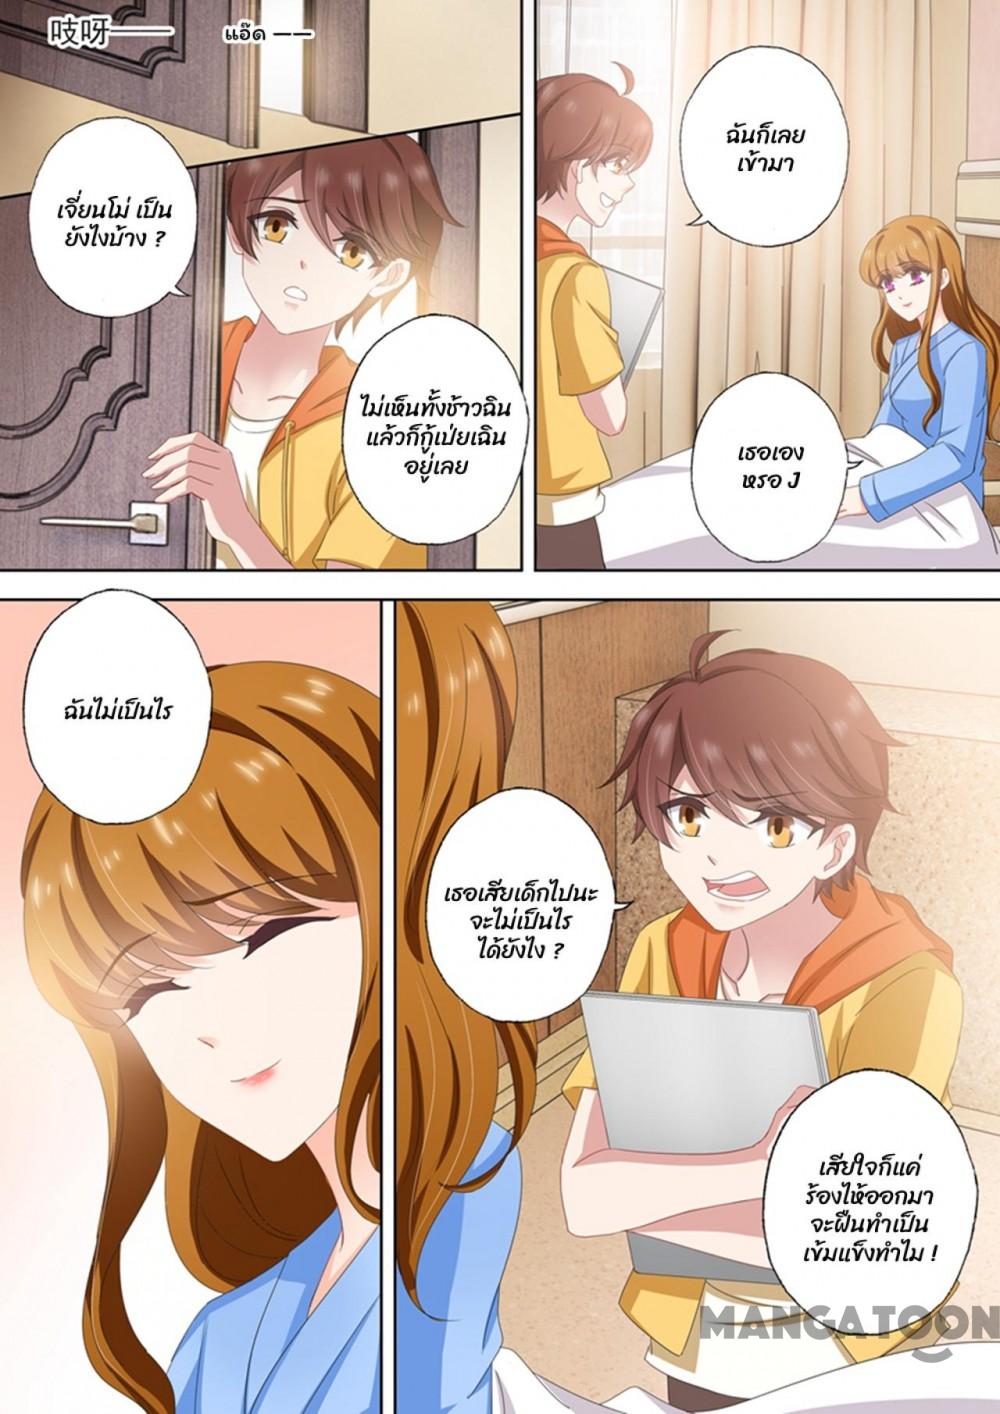 吱呀——
แอ๊ด ——
เจี่ยนโม่ เป็น
ยังไงบ้าง ?
ไม่เห็นทั้งช้าวฉิน
แล้วก็กู้เป่ยเฉิน
อยู่เลย
ฉันก็เลย
เข้ามา
เธอเอง
หรอ J
ฉันไม่เป็นไร
เธอเสียเด็กไปนะ
จะไม่เป็นไร
ได้ยังไง ?
เสียใจก็แค่
ร้องไห้ออกมา
จะฝืนทำเป็น
เข้มแข็งทำไม !
MANGATOON